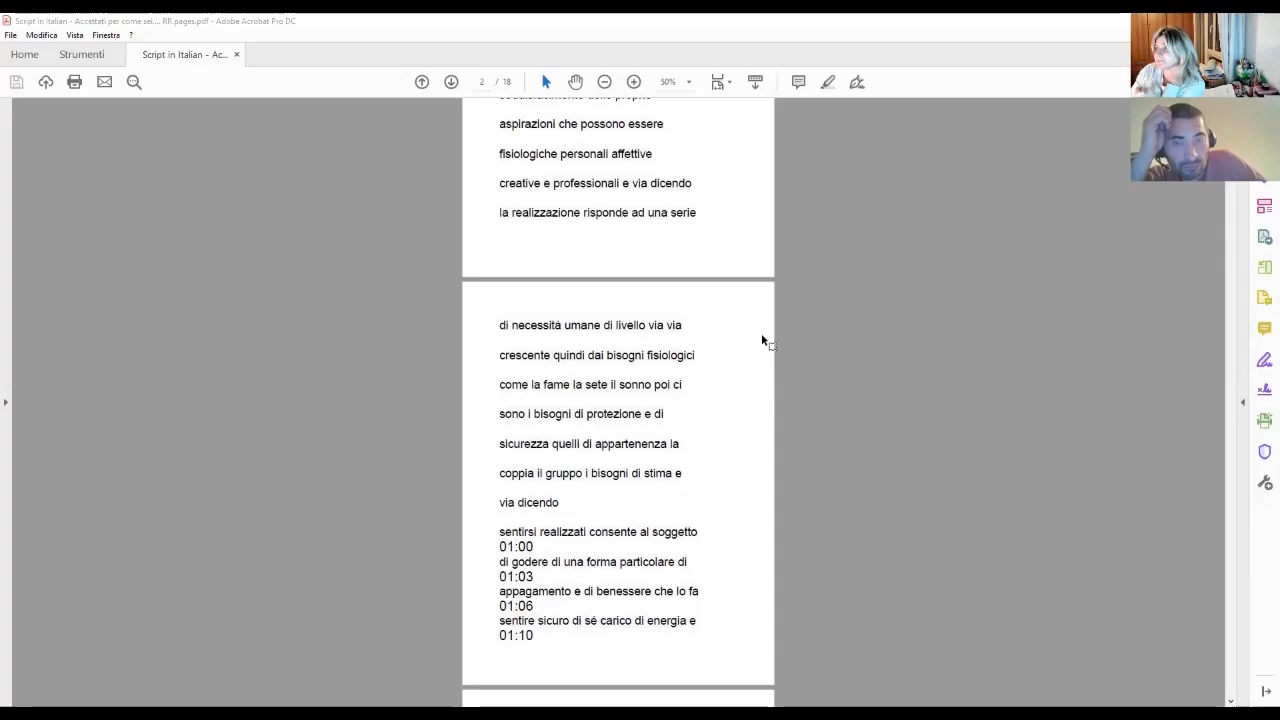 Script in Italian - Accettati per come sei.... RR.pages.pdf - Adobe Acrobat Pro DC
File Modifica Vista Finestra ?
Home Strumenti Script in Italian - Ac... ×
2 / 18 50%
aspirazioni che possono essere
fisiologiche personali affettive
creative e professionali e via dicendo
la realizzazione risponde ad una serie
di necessità umane di livello via via
crescente quindi dai bisogni fisiologici
come la fame la sete il sonno poi ci
sono i bisogni di protezione e di
sicurezza quelli di appartenenza la
coppia il gruppo i bisogni di stima e
via dicendo
sentirsi realizzati consente al soggetto
01:00
di godere di una forma particolare di
01:03
appagamento e di benessere che lo fa
01:06
sentire sicuro di sé carico di energia e
01:10